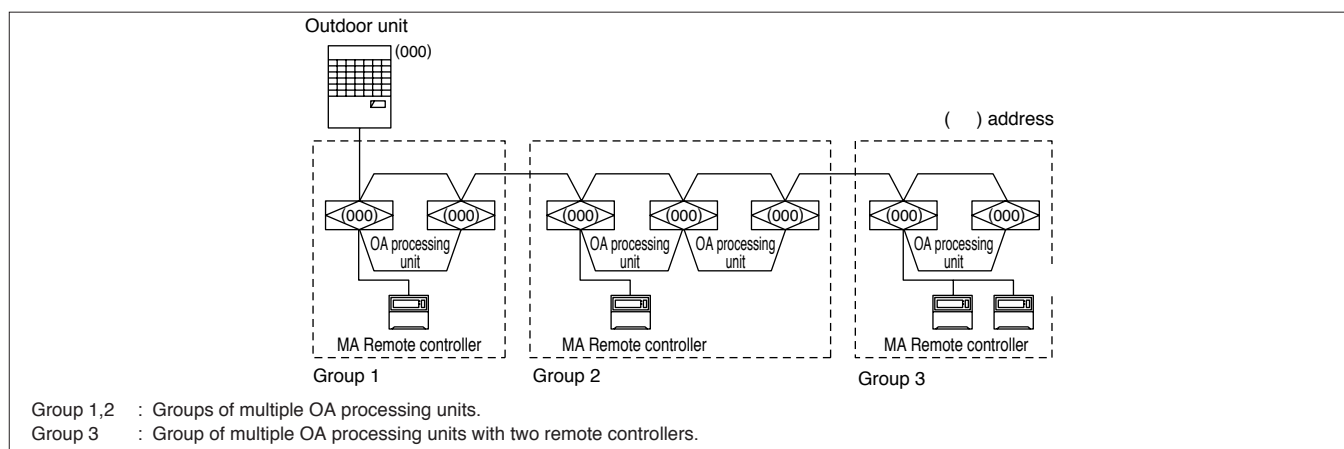 Outdoor unit
(000)
( ) address
(000) (000) (000) (000) (000) (000) (000)
OA processing unit
OA processing unit
OA processing unit
OA processing unit
MA Remote controller
MA Remote controller
MA Remote controller
Group 1
Group 2
Group 3
Group 1,2 : Groups of multiple OA processing units.
Group 3 : Group of multiple OA processing units with two remote controllers.